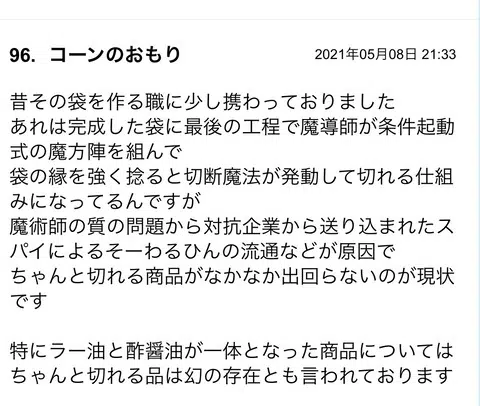 96. コーンのおもり
2021年05月08日 21:33
昔その袋を作る職に少し携わっておりました
あれは完成した袋に最後の工程で魔導師が条件起動
式の魔方陣を組んで
袋の縁を強く捻ると切断魔法が発動して切れる仕組
みになってるんですが
魔術師の質の問題から対抗企業から送り込まれたス
パイによるそーわるひんの流通などが原因で
ちゃんと切れる商品がなかなか出回らないのが現状
です
特にラー油と酢醤油が一体となった商品については
ちゃんと切れる品は幻の存在とも言われております